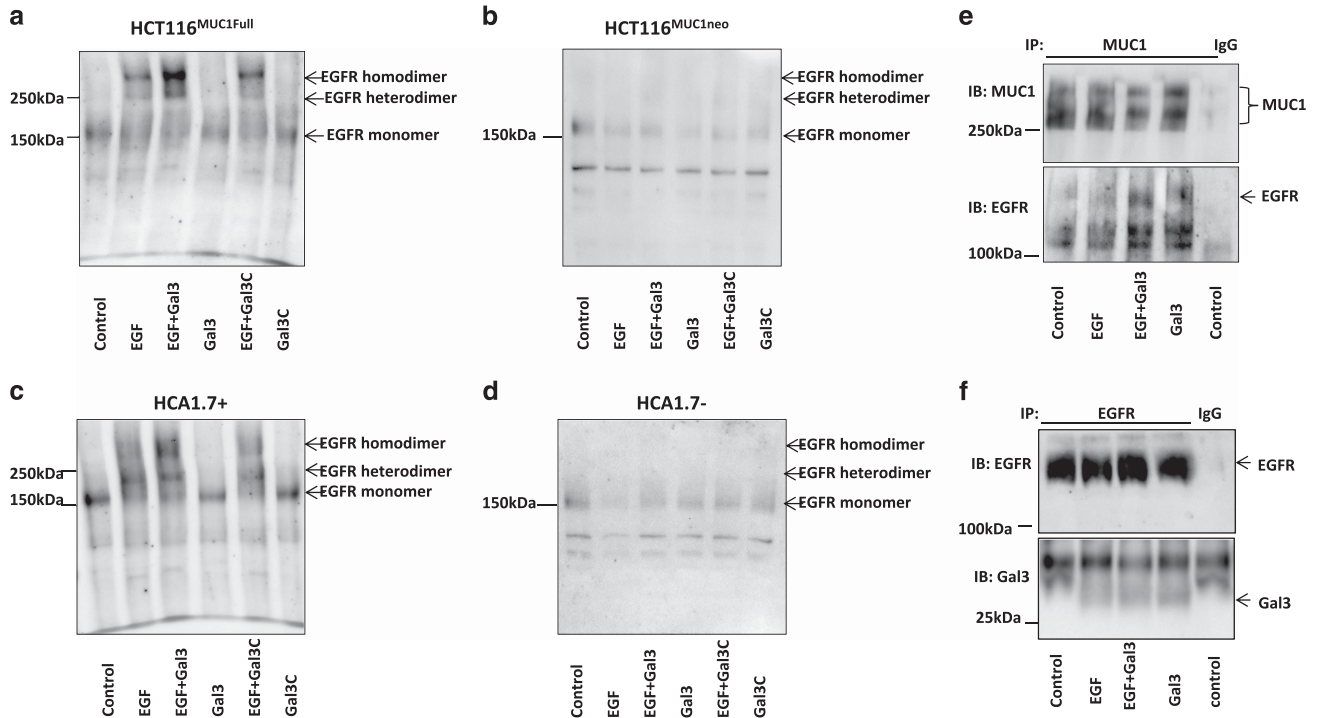 a
HCT116MUC1Full
250kDa
150kDa
EGFR homodimer
EGFR heterodimer
EGFR monomer
Control
EGF
EGF+Gal3
Gal3
EGF+Gal3C
Gal3C
b
HCT116MUC1neo
150kDa
EGFR homodimer
EGFR heterodimer
EGFR monomer
Control
EGF
EGF+Gal3
Gal3
EGF+Gal3C
Gal3C
c
HCA1.7+
250kDa
150kDa
EGFR homodimer
EGFR heterodimer
EGFR monomer
Control
EGF
EGF+Gal3
Gal3
EGF+Gal3C
Gal3C
d
HCA1.7-
150kDa
EGFR homodimer
EGFR heterodimer
EGFR monomer
Control
EGF
EGF+Gal3
Gal3
EGF+Gal3C
Gal3C
e
IP: MUC1 IgG
IB: MUC1
250kDa
MUC1
IB: EGFR
100kDa
EGFR
Control
EGF
EGF+Gal3
Gal3
Control
f
IP: EGFR IgG
IB: EGFR
100kDa
EGFR
IB: Gal3
25kDa
Gal3
Control
EGF
EGF+Gal3
Gal3
control